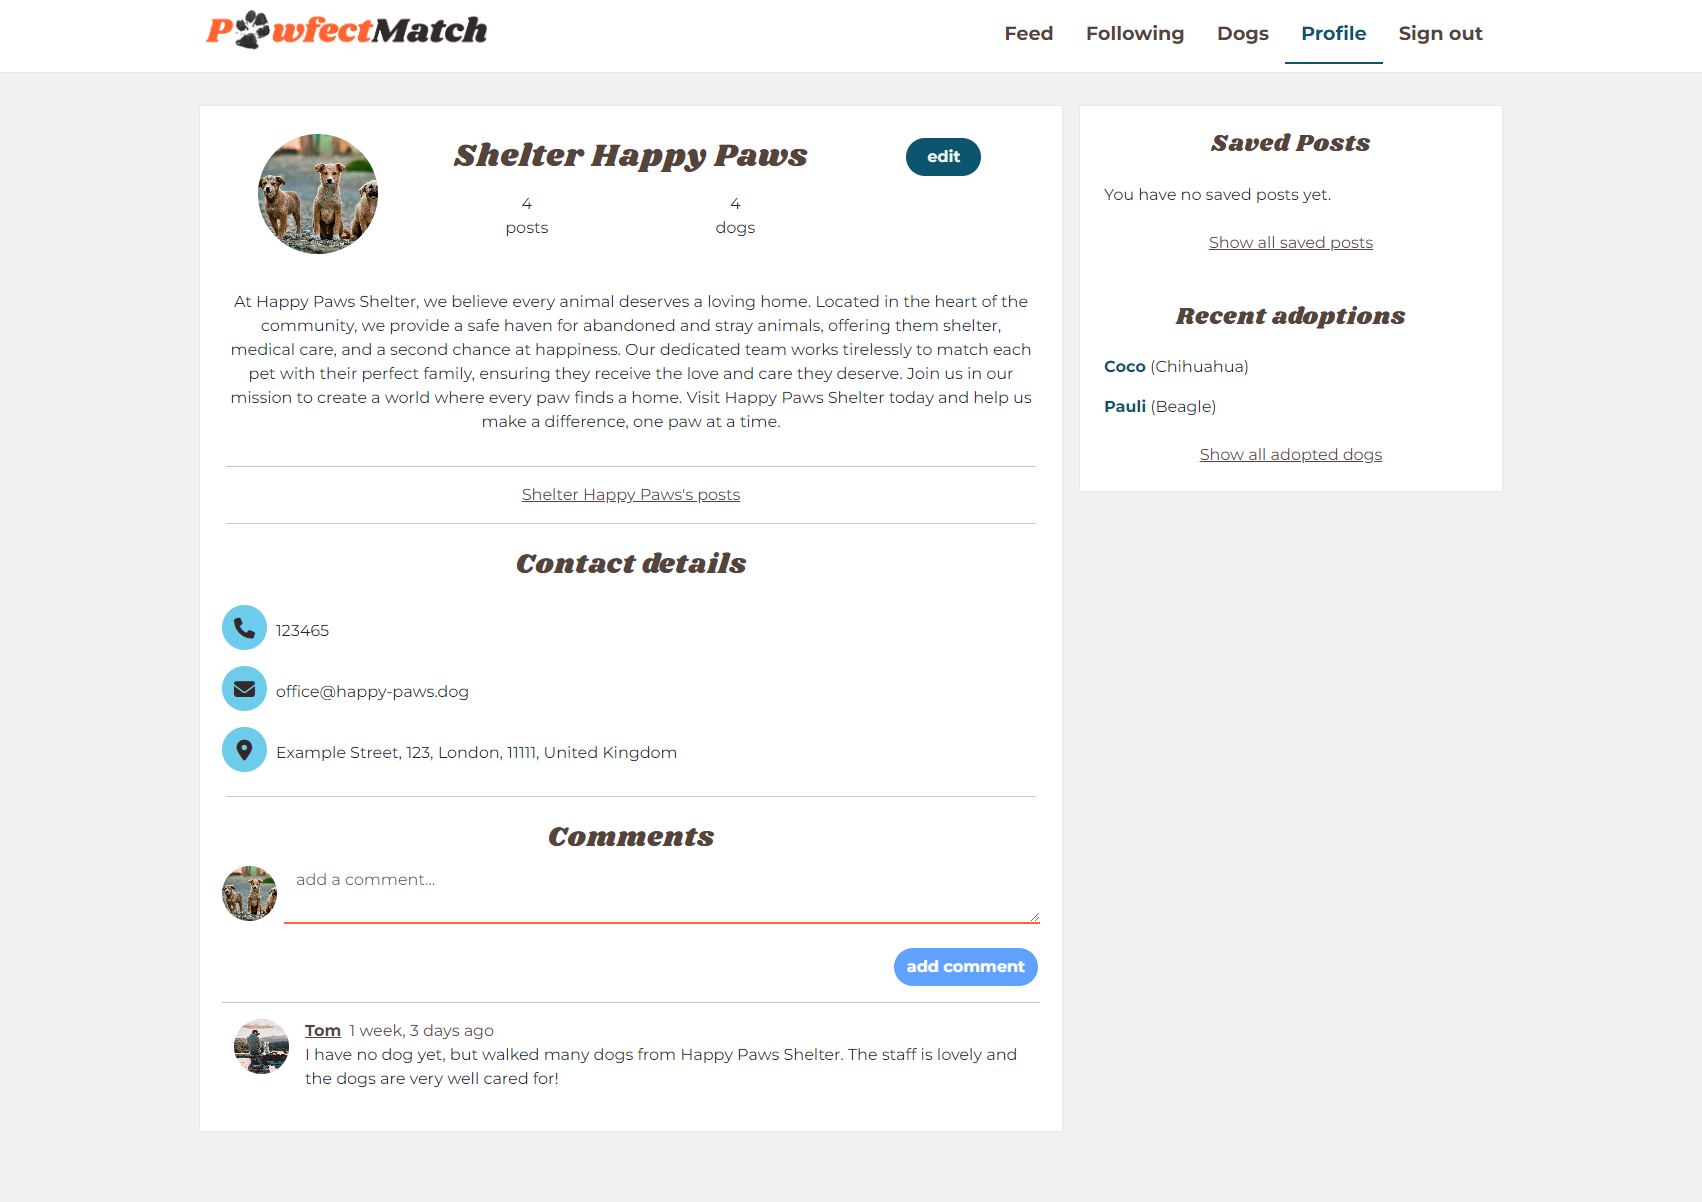 PawfectMatch
Feed Following Dogs Profile Sign out
Shelter Happy Paws
edit
4 posts
4 dogs
At Happy Paws Shelter, we believe every animal deserves a loving home. Located in the heart of the
community, we provide a safe haven for abandoned and stray animals, offering them shelter,
medical care, and a second chance at happiness. Our dedicated team works tirelessly to match each
pet with their perfect family, ensuring they receive the love and care they deserve. Join us in our
mission to create a world where every paw finds a home. Visit Happy Paws Shelter today and help us
make a difference, one paw at a time.
Shelter Happy Paws's posts
Contact details
123465
office@happy-paws.dog
Example Street, 123, London, 11111, United Kingdom
Comments
add a comment...
add comment
Tom 1 week, 3 days ago
I have no dog yet, but walked many dogs from Happy Paws Shelter. The staff is lovely and
the dogs are very well cared for!
Saved Posts
You have no saved posts yet.
Show all saved posts
Recent adoptions
Coco (Chihuahua)
Pauli (Beagle)
Show all adopted dogs